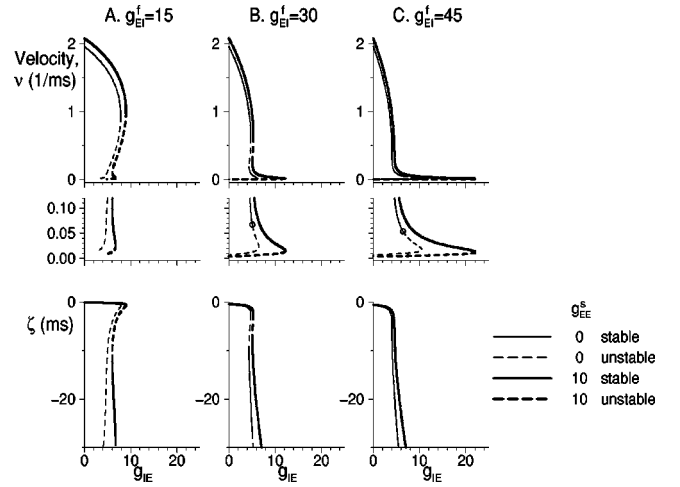 A. g^f_EI=15
B. g^f_EI=30
C. g^f_EI=45
Velocity,
ν (1/ms)
2
1
0
2
1
0
2
1
0
0.10
0.05
0.00
ζ (ms)
0
−20
0
−20
0
−20
0 10 20
0 10 20
0 10 20
g_IE
g_IE
g_IE
g^s_EE
0 stable
0 unstable
10 stable
10 unstable